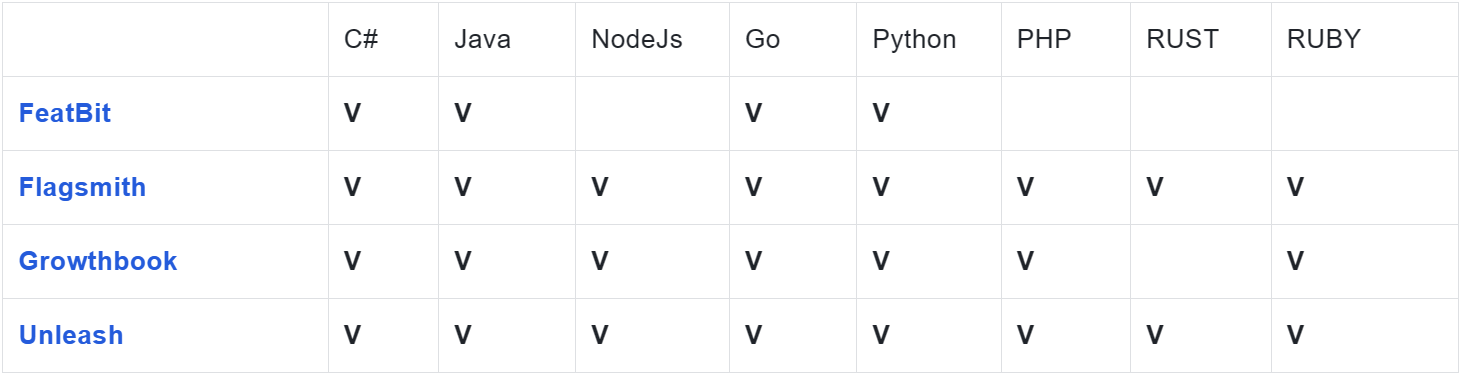 C# Java NodeJs Go Python PHP RUST RUBY
FeatBit V V V V
Flagsmith V V V V V V V V
Growthbook V V V V V V V
Unleash V V V V V V V V